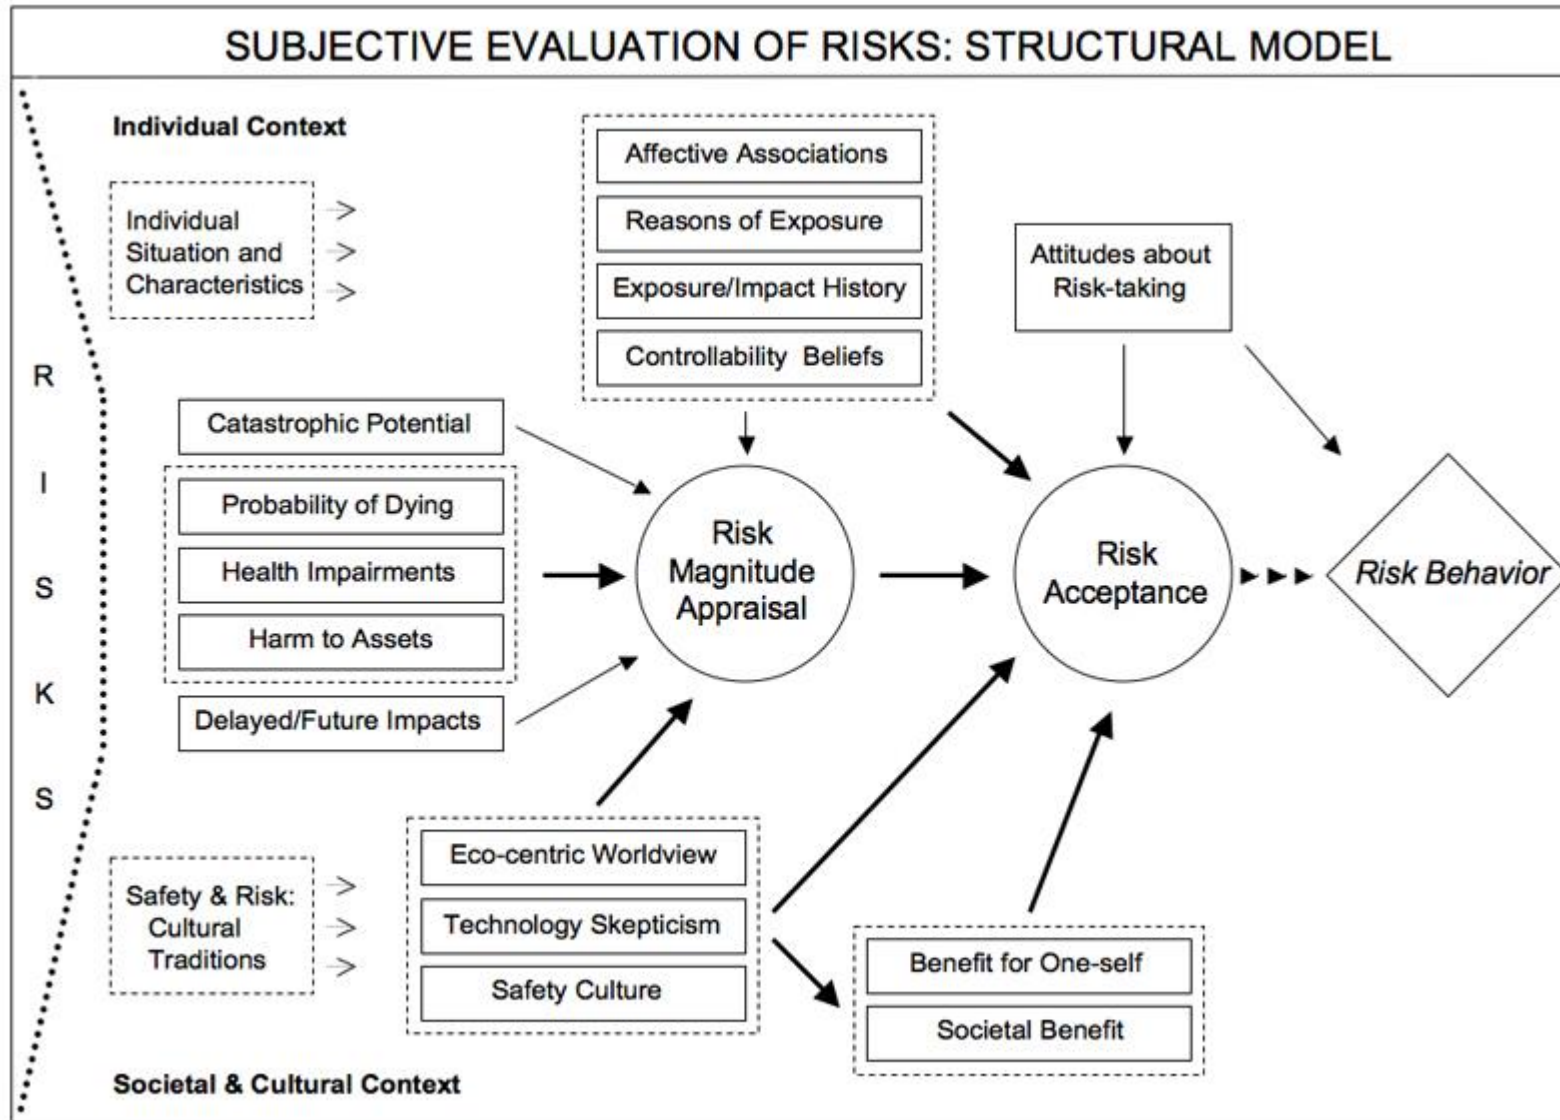 SUBJECTIVE EVALUATION OF RISKS: STRUCTURAL MODEL
Individual Context
Individual
Situation and
Characteristics
Affective Associations
Reasons of Exposure
Exposure/Impact History
Controllability Beliefs
Attitudes about
Risk-taking
R
I
S
K
S
Catastrophic Potential
Probability of Dying
Health Impairments
Harm to Assets
Delayed/Future Impacts
Risk
Magnitude
Appraisal
Risk
Acceptance
Risk Behavior
Safety & Risk:
Cultural
Traditions
Eco-centric Worldview
Technology Skepticism
Safety Culture
Benefit for One-self
Societal Benefit
Societal & Cultural Context